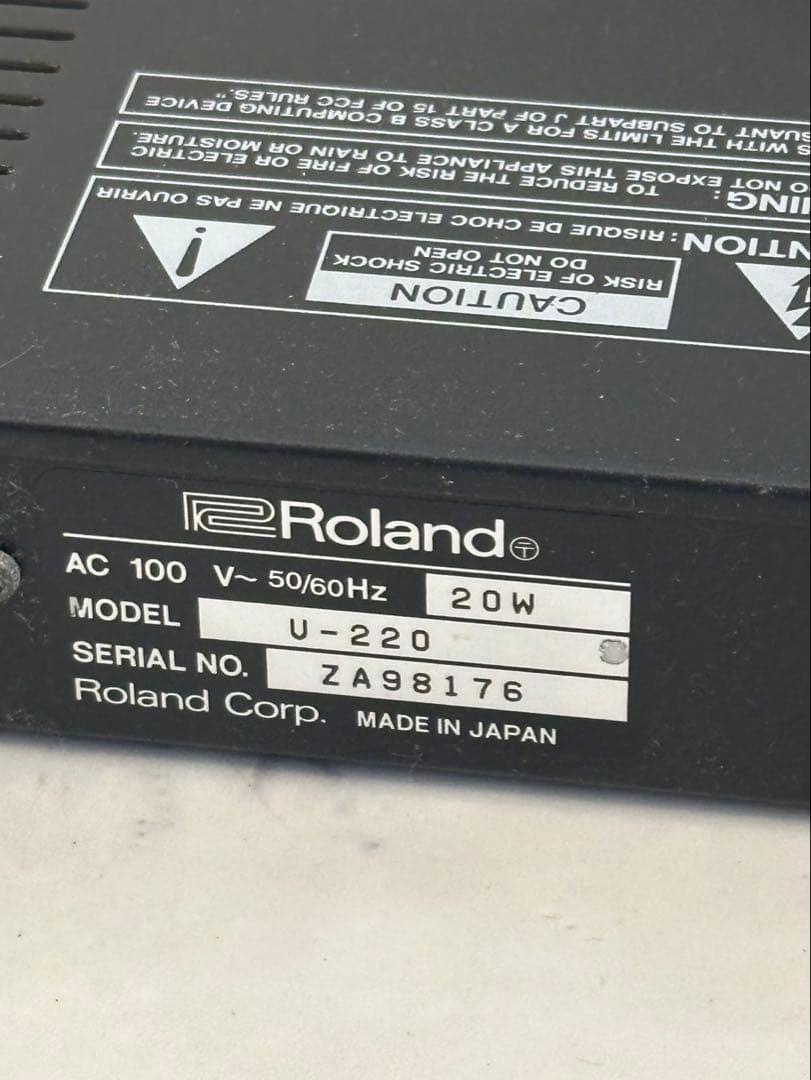 S WITH THE LIMITS FOR A CLASS B COMPUTING DEVICE
SUANT TO SUBPART J OF PART 15 OF FCC RULES."
NING: TO REDUCE THE RISK OF FIRE OR ELECTRIC
DO NOT EXPOSE THIS APPLIANCE TO RAIN OR MOISTURE.
CAUTION
RISK OF ELECTRIC SHOCK
DO NOT OPEN
NTION: RISQUE DE CHOC ELECTRIQUE NE PAS OUVRIR
Roland
AC 100 V~ 50/60Hz 20W
MODEL U-220
SERIAL NO. ZA98176
Roland Corp. MADE IN JAPAN